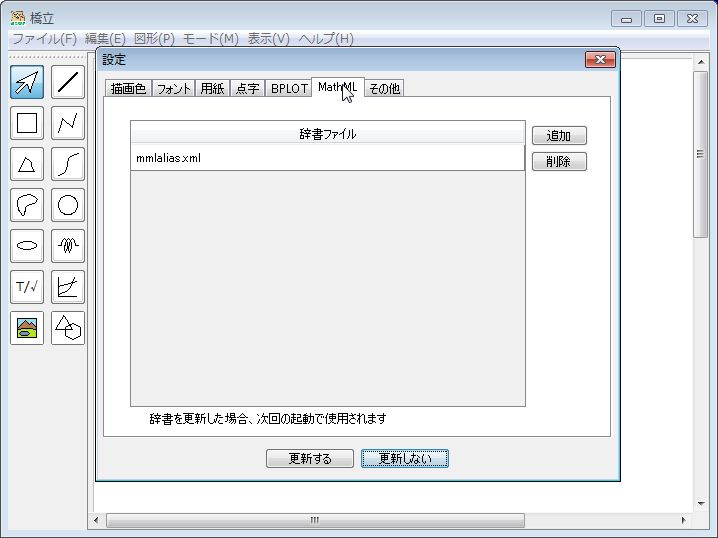 橋立
ファイル(F) 編集(E) 図形(P) モード(M) 表示(V) ヘルプ(H)
設定
描画色 フォント 用紙 点字 BPLOT MathML その他
辞書ファイル
mmlalias.xml
追加
削除
T/√
辞書を更新した場合、次回の起動で使用されます
更新する 更新しない